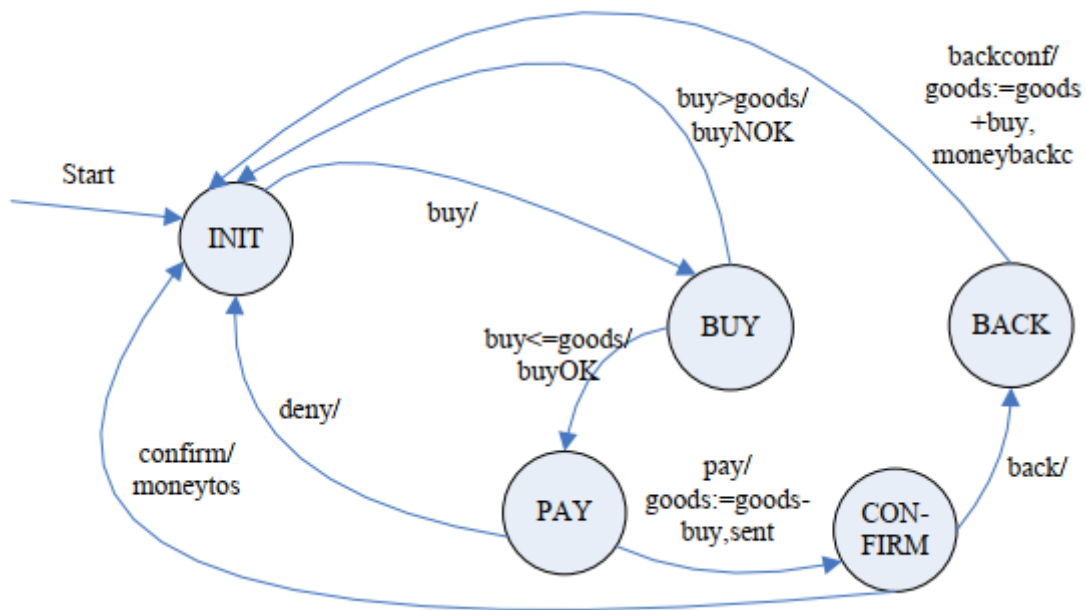 backconf/
goods:=goods
+buy,
moneybackc
buy>goods/
buyNOK
Start
buy/
INIT
BUY
BACK
buy<=goods/
buyOK
deny/
confirm/
moneytos
pay/
goods:=goods-
buy,sent
back/
PAY
CON-
FIRM